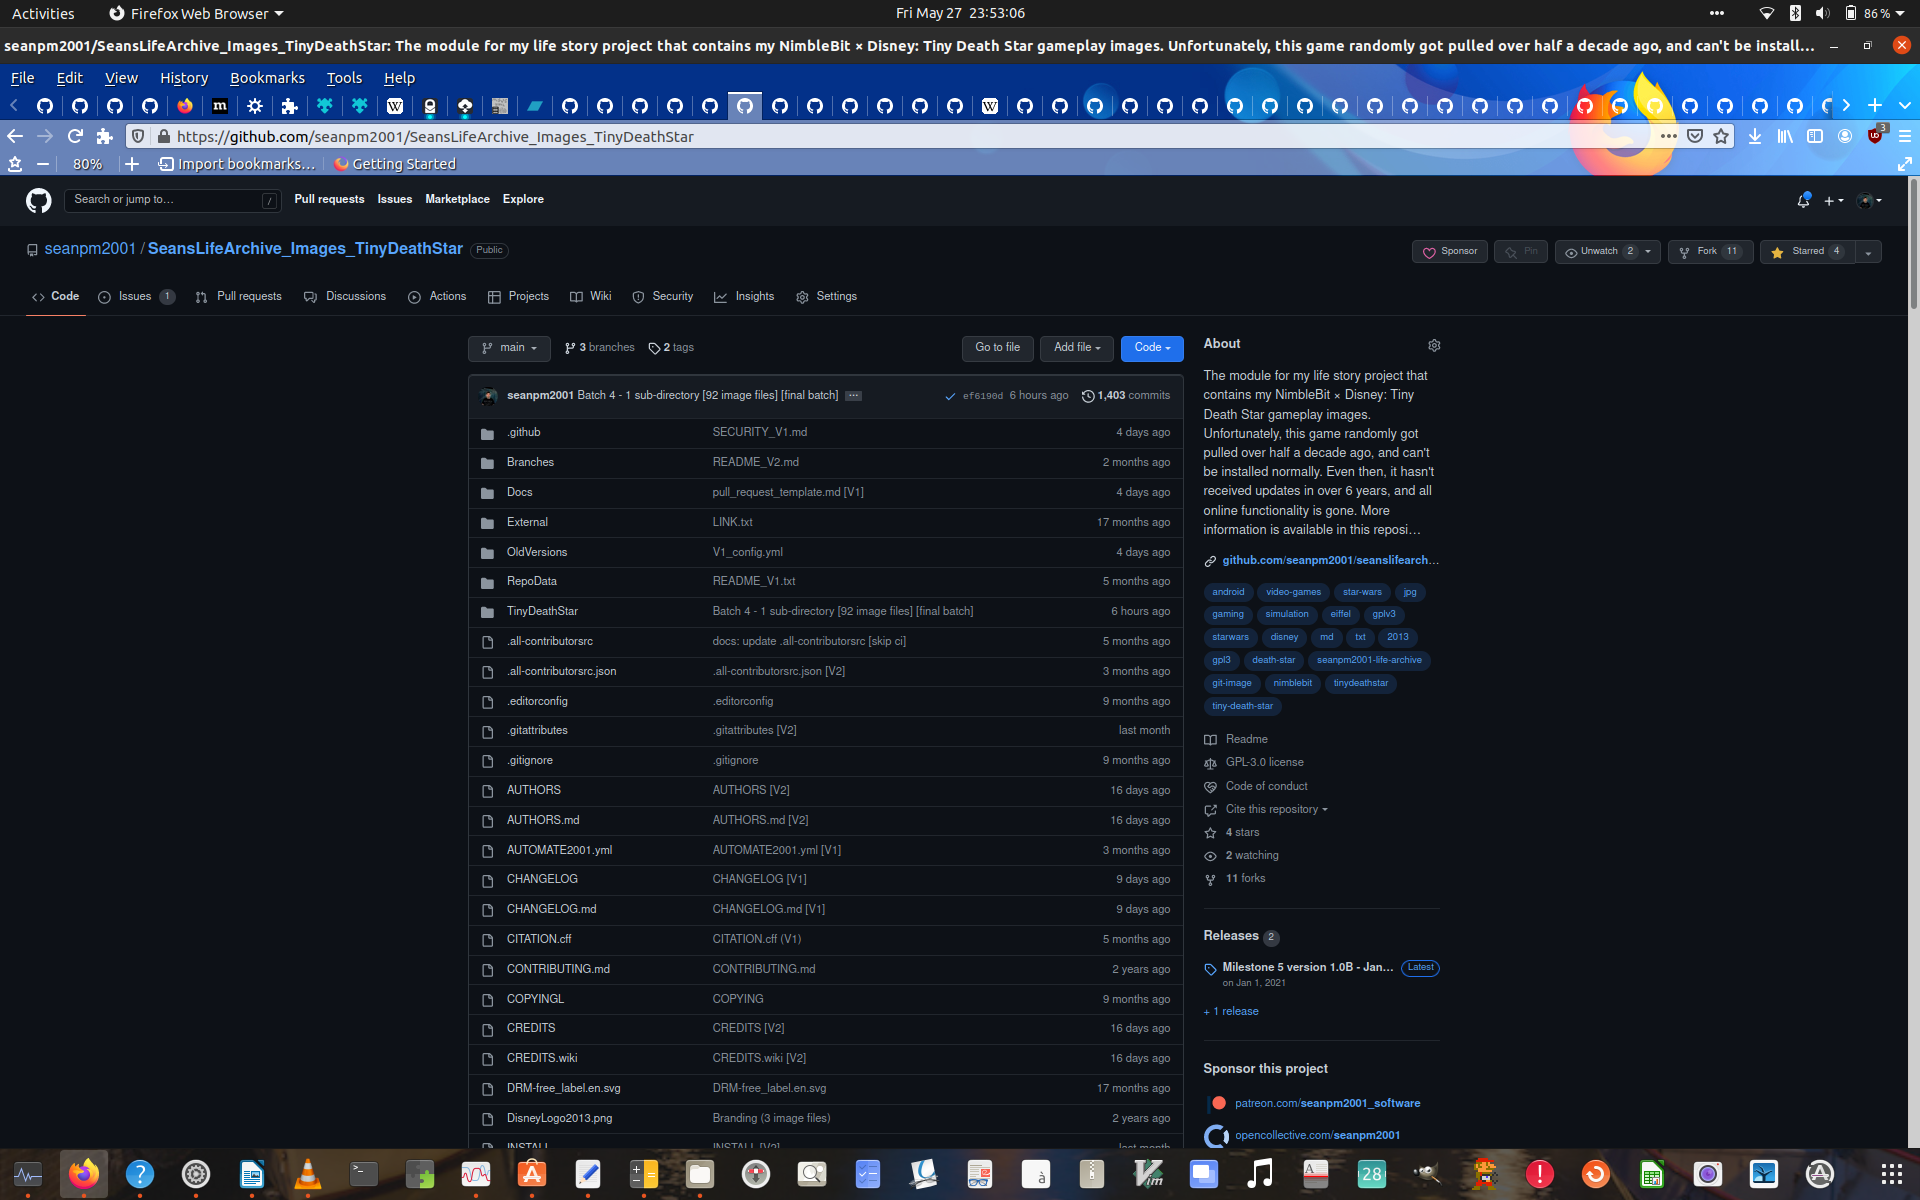 Activities
Firefox Web Browser
Fri May 27  23:53:06
86 %
seanpm2001/SeansLifeArchive_Images_TinyDeathStar: The module for my life story project that contains my NimbleBit × Disney: Tiny Death Star gameplay images. Unfortunately, this game randomly got pulled over half a decade ago, and can't be install…
File Edit View History Bookmarks Tools Help
https://github.com/seanpm2001/SeansLifeArchive_Images_TinyDeathStar
3
80%
Import bookmarks…
Getting Started
Search or jump to…
/
Pull requests Issues Marketplace Explore
seanpm2001 / SeansLifeArchive_Images_TinyDeathStar Public
Sponsor
Pin
Unwatch 2
Fork 11
Starred 4
Code
Issues 1
Pull requests
Discussions
Actions
Projects
Wiki
Security
Insights
Settings
main
3 branches
2 tags
Go to file
Add file
Code
seanpm2001 Batch 4 - 1 sub-directory [92 image files] [final batch] … ef6190d 6 hours ago 1,403 commits
.github SECURITY_V1.md 4 days ago
Branches README_V2.md 2 months ago
Docs pull_request_template.md [V1] 4 days ago
External LINK.txt 17 months ago
OldVersions V1_config.yml 4 days ago
RepoData README_V1.txt 5 months ago
TinyDeathStar Batch 4 - 1 sub-directory [92 image files] [final batch] 6 hours ago
.all-contributorsrc docs: update .all-contributorsrc [skip ci] 5 months ago
.all-contributorsrc.json .all-contributorsrc.json [V2] 3 months ago
.editorconfig .editorconfig 9 months ago
.gitattributes .gitattributes [V2] last month
.gitignore .gitignore 9 months ago
AUTHORS AUTHORS [V2] 16 days ago
AUTHORS.md AUTHORS.md [V2] 16 days ago
AUTOMATE2001.yml AUTOMATE2001.yml [V1] 3 months ago
CHANGELOG CHANGELOG [V1] 9 days ago
CHANGELOG.md CHANGELOG.md [V1] 9 days ago
CITATION.cff CITATION.cff (V1) 5 months ago
CONTRIBUTING.md CONTRIBUTING.md 2 years ago
COPYINGL COPYING 9 months ago
CREDITS CREDITS [V2] 16 days ago
CREDITS.wiki CREDITS.wiki [V2] 16 days ago
DRM-free_label.en.svg DRM-free_label.en.svg 17 months ago
DisneyLogo2013.png Branding (3 image files) 2 years ago
INSTALL INSTALL [V2] last month
About
The module for my life story project that
contains my NimbleBit × Disney: Tiny
Death Star gameplay images.
Unfortunately, this game randomly got
pulled over half a decade ago, and can't
be installed normally. Even then, it hasn't
received updates in over 6 years, and all
online functionality is gone. More
information is available in this reposi…
github.com/seanpm2001/seanslifearch…
android video-games star-wars jpg
gaming simulation eiffel gplv3
starwars disney md txt 2013
gpl3 death-star seanpm2001-life-archive
git-image nimblebit tinydeathstar
tiny-death-star
Readme
GPL-3.0 license
Code of conduct
Cite this repository
4 stars
2 watching
11 forks
Releases 2
Milestone 5 version 1.0B - Jan… Latest
on Jan 1, 2021
+ 1 release
Sponsor this project
patreon.com/seanpm2001_software
opencollective.com/seanpm2001
28